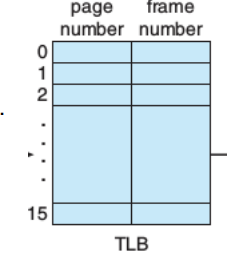 page frame
number number
0
1
2
.
.
.
.
15
TLB